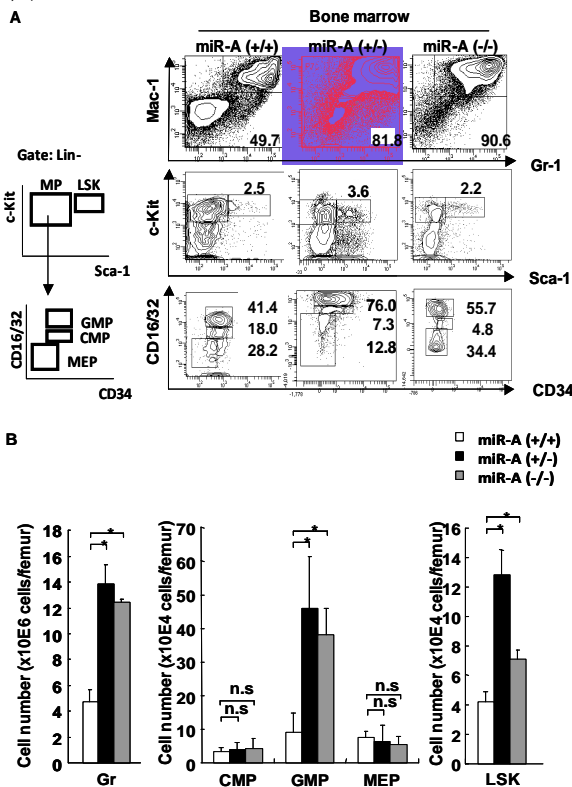 A
Bone marrow
miR-A (+/+) miR-A (+/-) miR-A (-/-)
Mac-1
49.7 81.8 90.6
Gr-1
Gate: Lin-
MP LSK
c-Kit
Sca-1
c-Kit
2.5 3.6 2.2
Sca-1
CD16/32
GMP
CMP
MEP
CD34
CD16/32
41.4 76.0 55.7
18.0 7.3 4.8
28.2 12.8 34.4
CD34
B
miR-A (+/+)
miR-A (+/-)
miR-A (-/-)
Cell number (x10E6 cells/femur)
18
16
14
12
10
8
6
4
2
0
* *
Gr
Cell number (x10E4 cells/femur)
70
60
50
40
30
20
10
0
n.s
n.s
* *
n.s
n.s
CMP GMP MEP
Cell number (x10E4 cells/femur)
16
14
12
10
8
6
4
2
0
* *
LSK